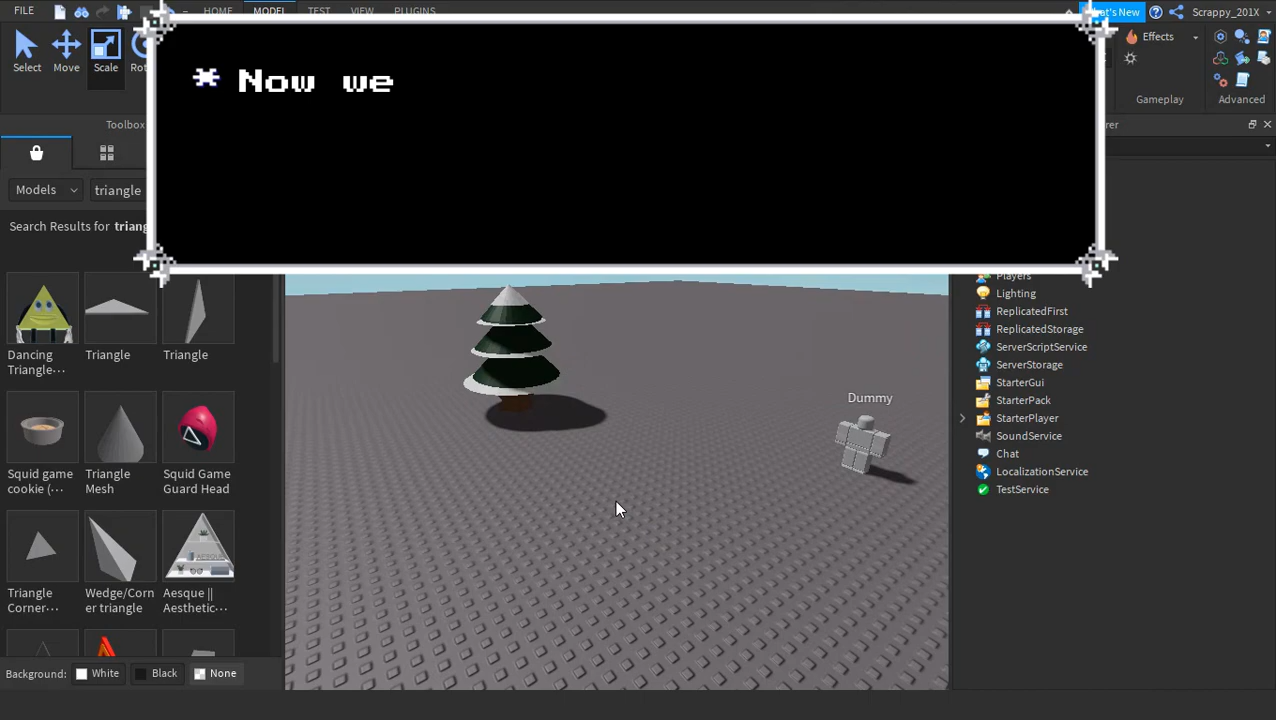 FILE
HOME MODEL TEST VIEW PLUGINS
What's New
Scrappy_201X
* Now we
Select Move Scale
Effects
Gameplay Advanced
Toolbox
Models
triangle
Search Results for
Dancing Triangle...
Triangle
Triangle
Squid game cookie (...
Triangle Mesh
Squid Game Guard Head
Triangle Corner...
Wedge/Corner triangle
Aesque || Aesthetic...
Background: White Black None
Dummy
Players
Lighting
ReplicatedFirst
ReplicatedStorage
ServerScriptService
ServerStorage
StarterGui
StarterPack
StarterPlayer
SoundService
Chat
LocalizationService
TestService